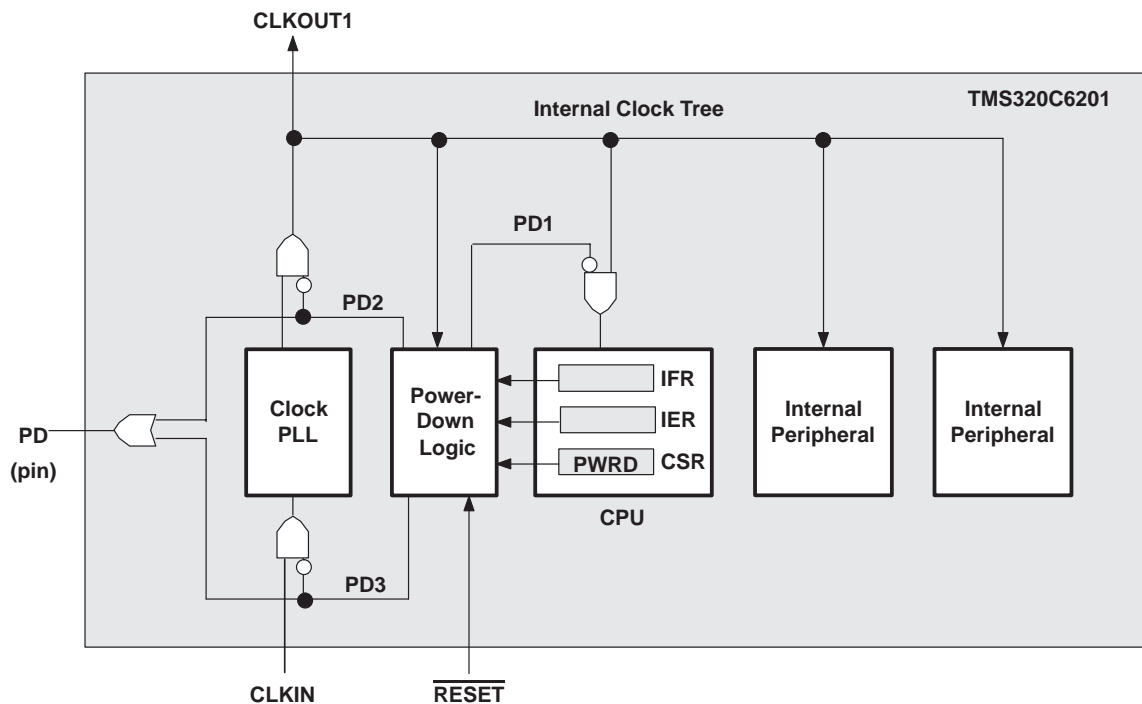 CLKOUT1
TMS320C6201
Internal Clock Tree
PD1
PD2
Clock
PLL
Power-
Down
Logic
IFR
IER
PWRD
CSR
CPU
Internal
Peripheral
Internal
Peripheral
PD
(pin)
PD3
CLKIN
RESET